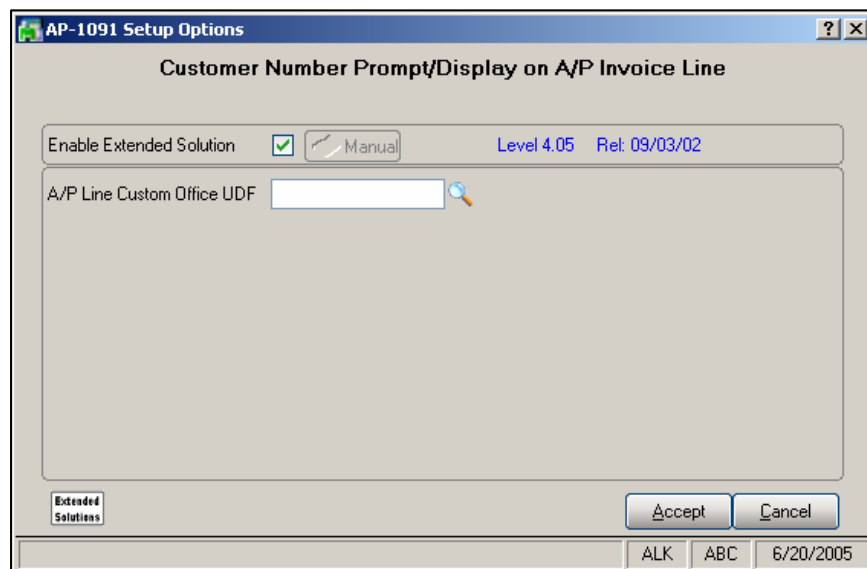 AP-1091 Setup Options
Customer Number Prompt/Display on A/P Invoice Line
Enable Extended Solution Manual Level 4.05 Rel: 09/03/02
A/P Line Custom Office UDF
Extended
Solutions
Accept Cancel
ALK ABC 6/20/2005